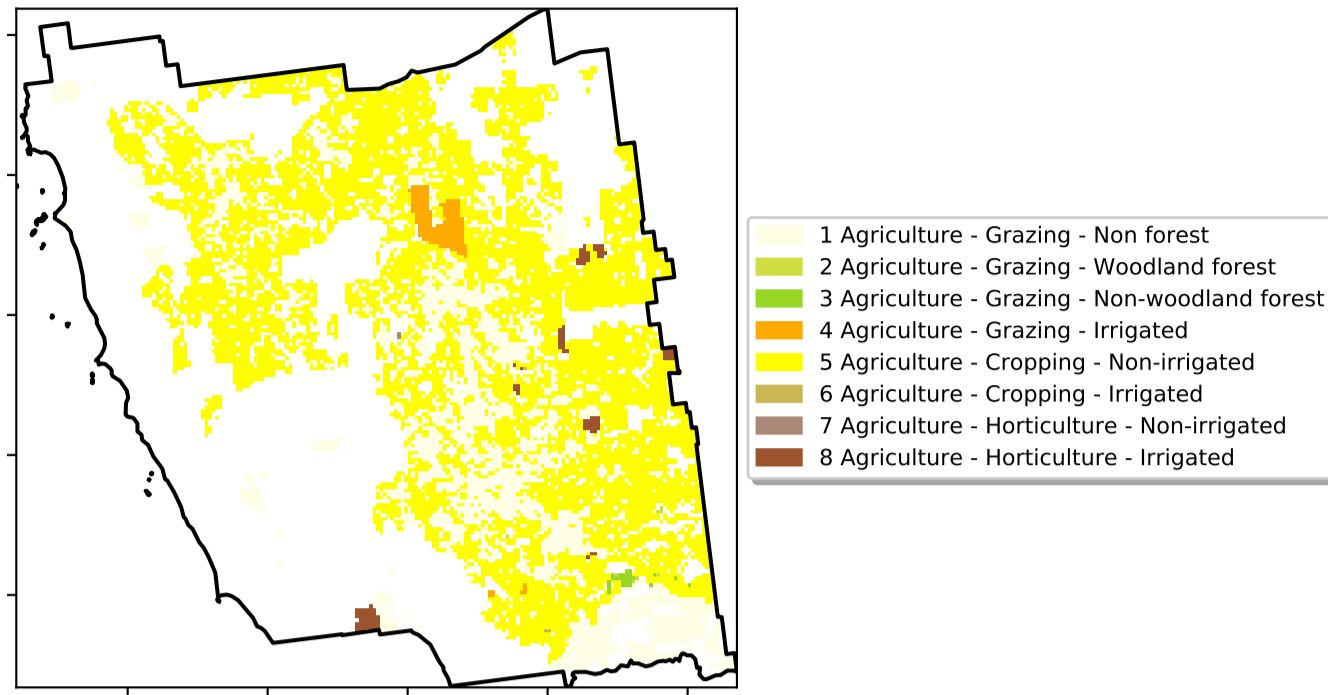 1 Agriculture - Grazing - Non forest
2 Agriculture - Grazing - Woodland forest
3 Agriculture - Grazing - Non-woodland forest
4 Agriculture - Grazing - Irrigated
5 Agriculture - Cropping - Non-irrigated
6 Agriculture - Cropping - Irrigated
7 Agriculture - Horticulture - Non-irrigated
8 Agriculture - Horticulture - Irrigated